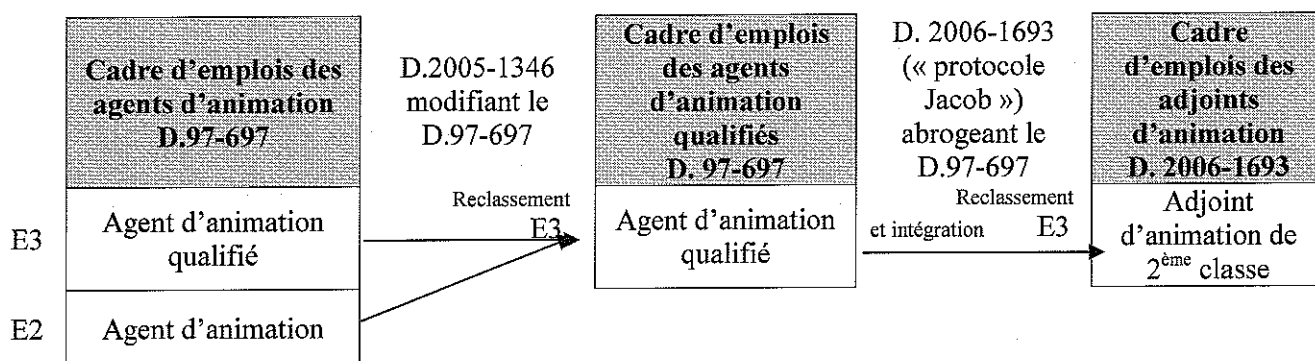 Cadre d'emplois des
agents d'animation
D.97-697
D.2005-1346
modifiant le
D.97-697
Cadre d'emplois
des agents
d'animation
qualifiés
D. 97-697
D. 2006-1693
(« protocole
Jacob »)
abrogeant le
D.97-697
Cadre
d'emplois des
adjoints
d'animation
D. 2006-1693
E3
Agent d'animation
qualifié
Reclassement
E3
Agent d'animation
qualifié
Reclassement
et intégration E3
Adjoint
d'animation de
2ème classe
E2
Agent d'animation